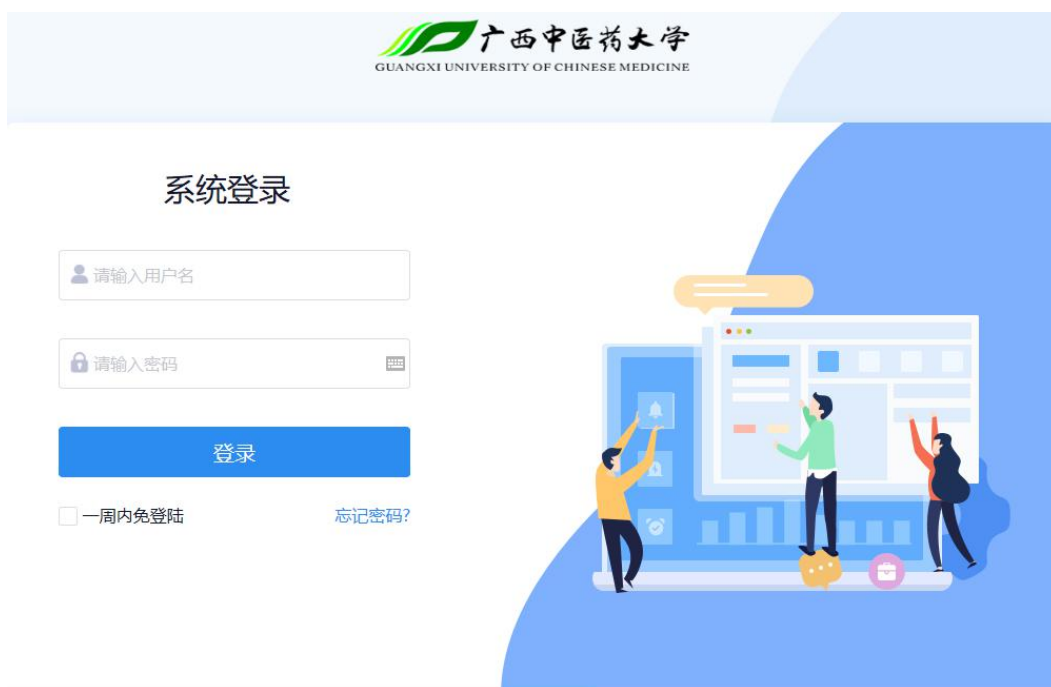 广西中医药大学
GUANGXI UNIVERSITY OF CHINESE MEDICINE
系统登录
请输入用户名
请输入密码
登录
一周内免登陆
忘记密码?